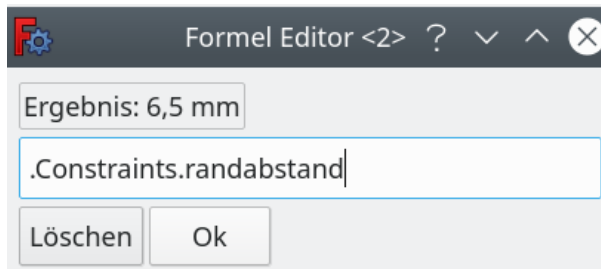 Formel Editor <2>
Ergebnis: 6,5 mm
.Constraints.randabstand
Löschen Ok